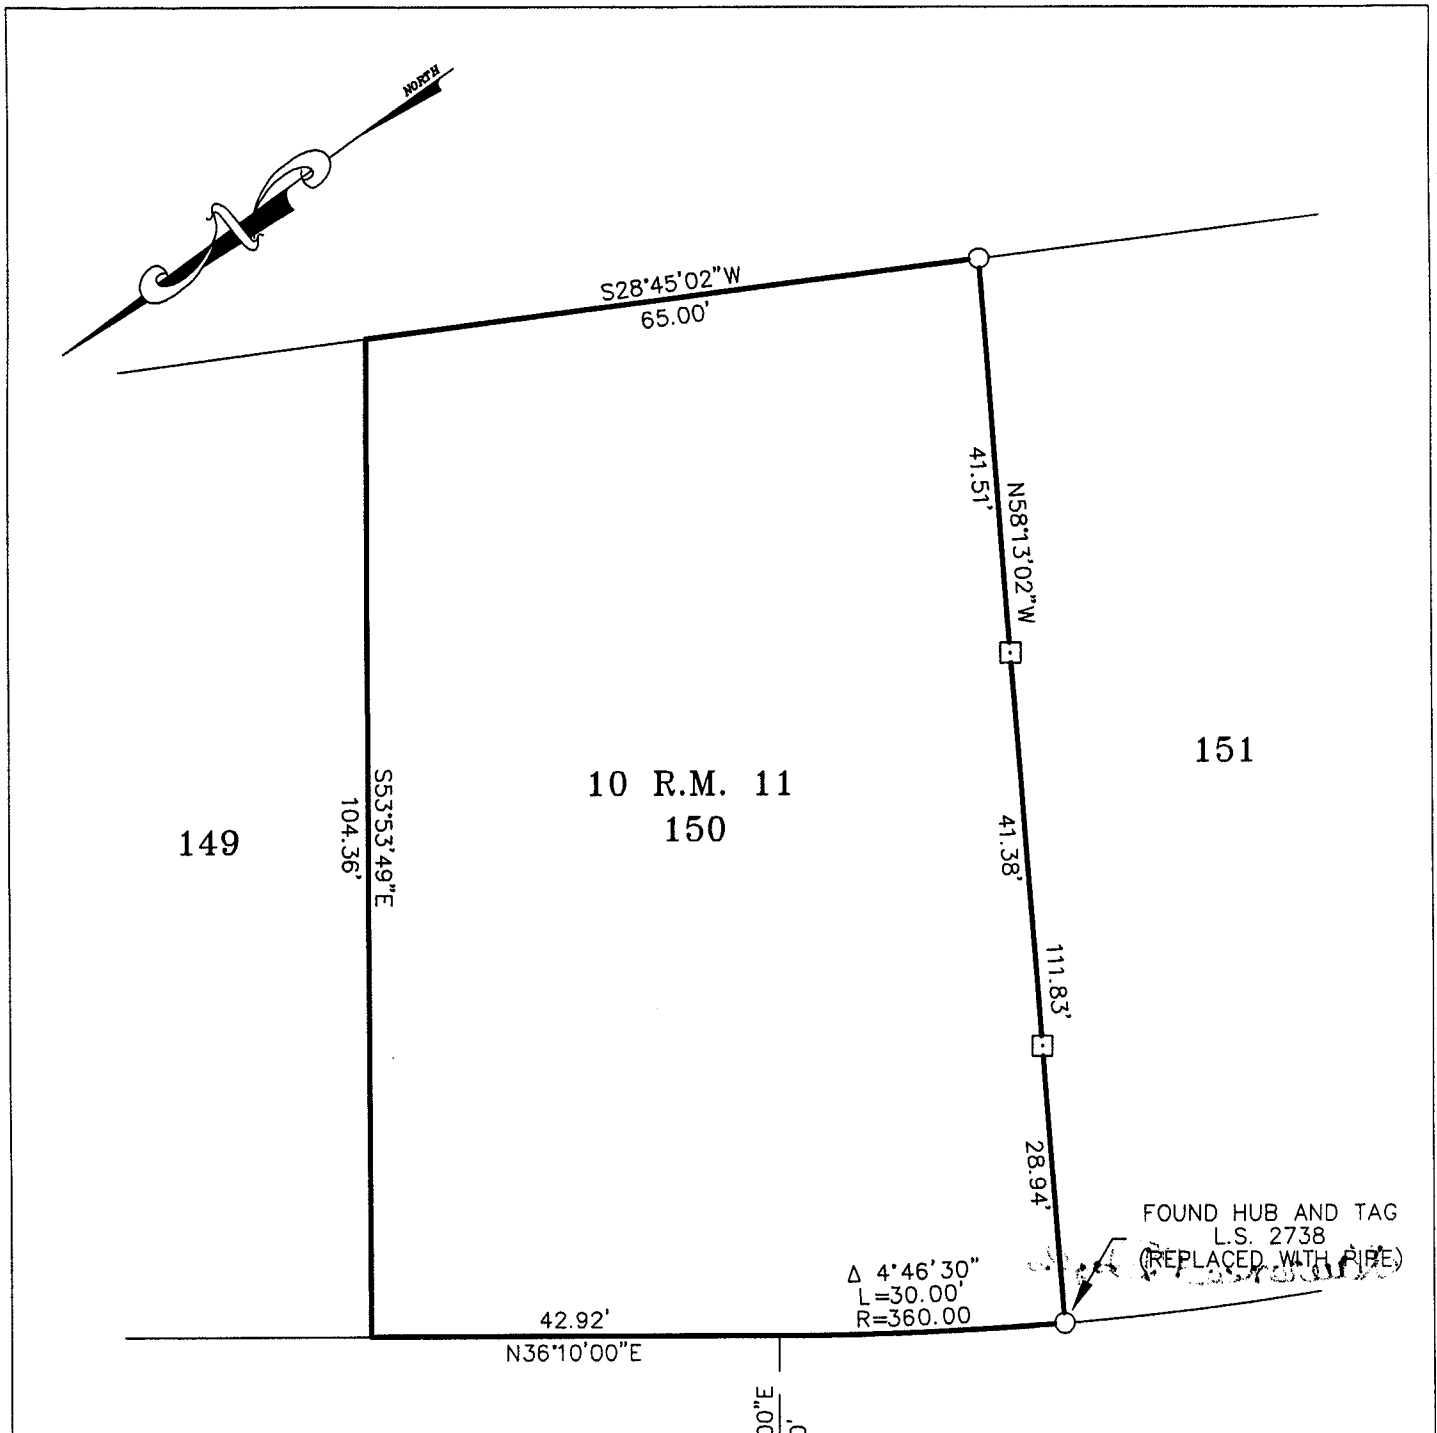 NORTH
S28°45'02"W
65.00'
41.51'
N58°13'02"W
151
10 R.M. 11
150
149
S53°53'49"E
104.36'
41.38'
111.83'
28.94'
FOUND HUB AND TAG
L.S. 2738
(REPLACED WITH PIPE)
Δ 4°46'30"
L=30.00'
R=360.00
42.92'
N36°10'00"E
00"E
0'